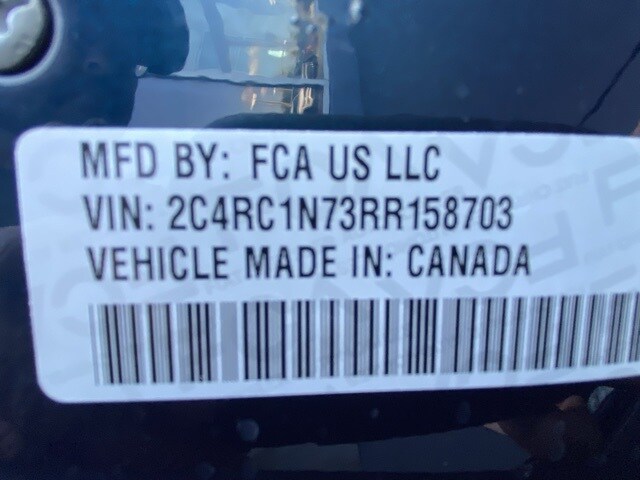 MFD BY: FCA US LLC
VIN: 2C4RC1N73RR158703
VEHICLE MADE IN: CANADA